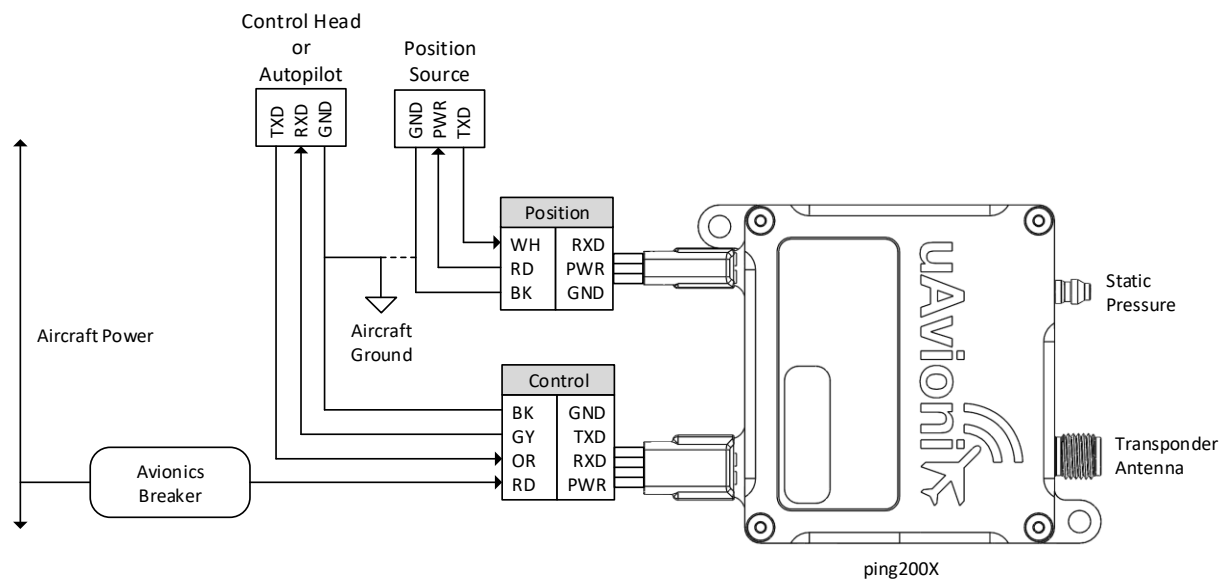 Control Head
or
Autopilot
Position
Source
TXD
RXD
GND
GND
PWR
TXD
Position
WH RXD
RD PWR
BK GND
Aircraft
Ground
Aircraft Power
Control
BK GND
GY TXD
OR RXD
RD PWR
Avionics
Breaker
uAvionix
Static
Pressure
Transponder
Antenna
ping200X